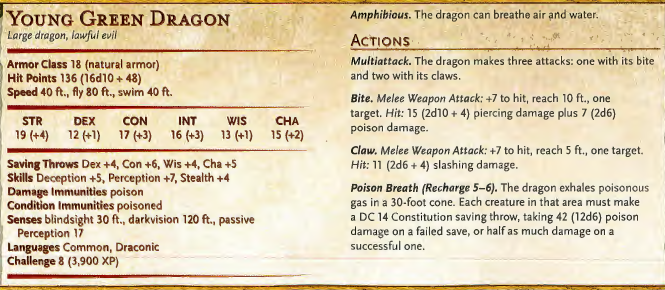 YOUNG GREEN DRAGON
Large dragon, lawful evil
Armor Class 18 (natural armor)
Hit Points 136 (16d10 + 48)
Speed 40 ft., fly 80 ft., swim 40 ft.
STR DEX CON INT WIS CHA
19 (+4) 12 (+1) 17 (+3) 16 (+3) 13 (+1) 15 (+2)
Saving Throws Dex +4, Con +6, Wis +4, Cha +5
Skills Deception +5, Perception +7, Stealth +4
Damage Immunities poison
Condition Immunities poisoned
Senses blindsight 30 ft., darkvision 120 ft., passive
Perception 17
Languages Common, Draconic
Challenge 8 (3,900 XP)
Amphibious. The dragon can breathe air and water.
ACTIONS
Multiattack. The dragon makes three attacks: one with its bite
and two with its claws.
Bite. Melee Weapon Attack: +7 to hit, reach 10 ft., one
target. Hit: 15 (2d10 + 4) piercing damage plus 7 (2d6)
poison damage.
Claw. Melee Weapon Attack: +7 to hit, reach 5 ft., one target.
Hit: 11 (2d6 + 4) slashing damage.
Poison Breath (Recharge 5–6). The dragon exhales poisonous
gas in a 30-foot cone. Each creature in that area must make
a DC 14 Constitution saving throw, taking 42 (12d6) poison
damage on a failed save, or half as much damage on a
successful one.